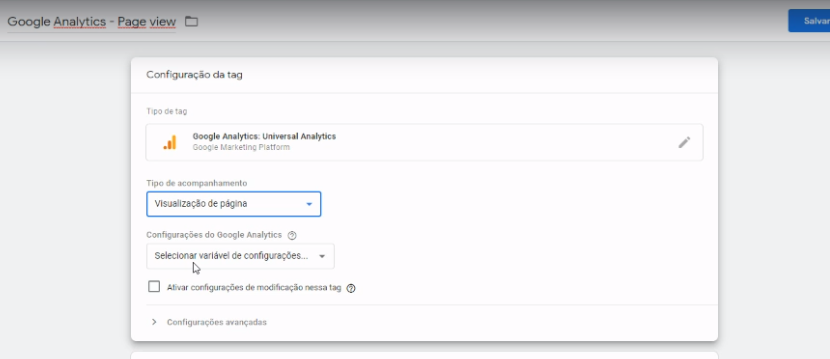 Google Analytics - Page view
Salvar
Configuração da tag
Tipo de tag
Google Analytics: Universal Analytics
Google Marketing Platform
Tipo de acompanhamento
Visualização de página
Configurações do Google Analytics
Selecionar variável de configurações...
Ativar configurações de modificação nessa tag
Configurações avançadas